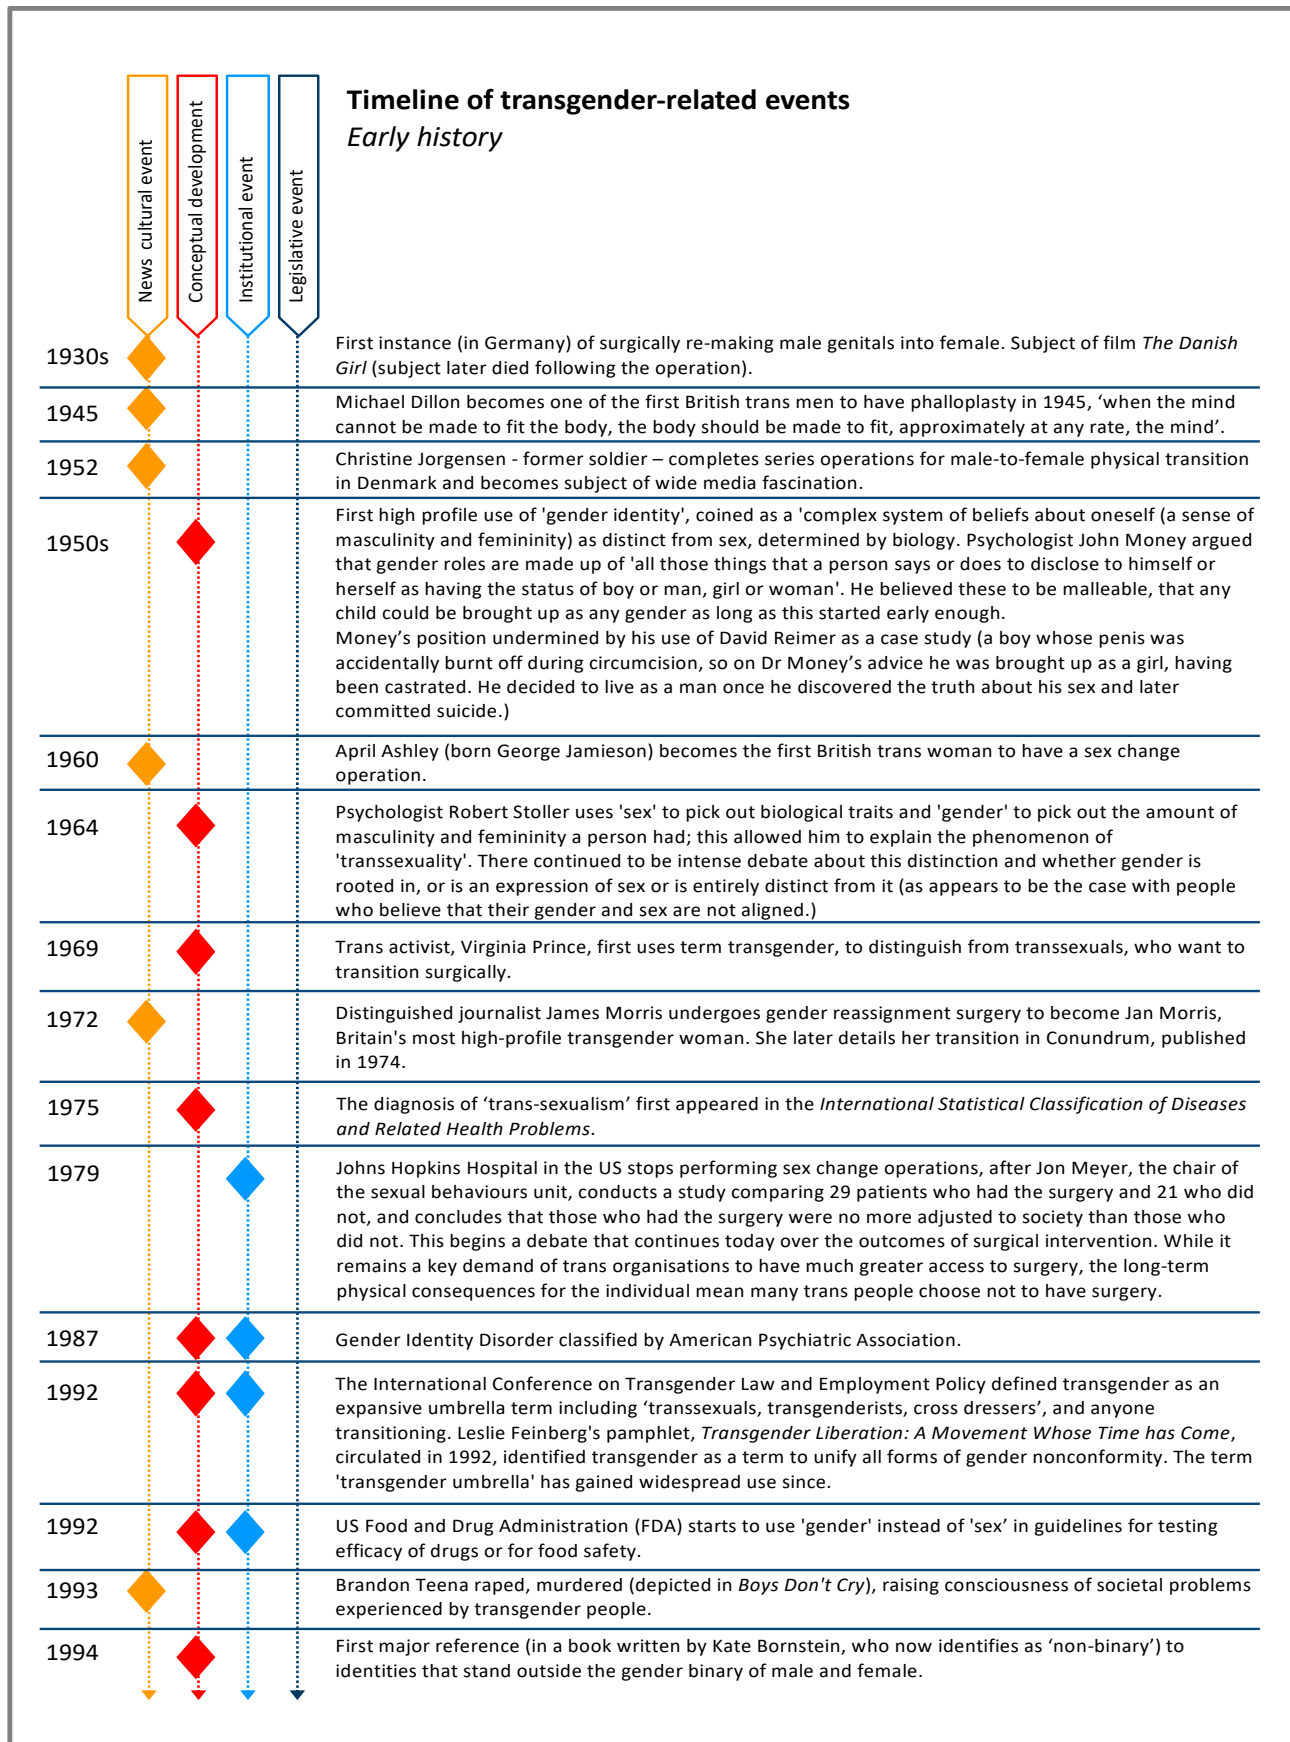 Timeline of transgender-related events
Early history
News  cultural event
Conceptual development
Institutional event
Legislative event
1930s
First instance (in Germany) of surgically re-making male genitals into female. Subject of film The Danish
Girl (subject later died following the operation).
1945
Michael Dillon becomes one of the first British trans men to have phalloplasty in 1945, ‘when the mind
cannot be made to fit the body, the body should be made to fit, approximately at any rate, the mind’.
1952
Christine Jorgensen - former soldier – completes series operations for male-to-female physical transition
in Denmark and becomes subject of wide media fascination.
1950s
First high profile use of 'gender identity', coined as a 'complex system of beliefs about oneself (a sense of
masculinity and femininity) as distinct from sex, determined by biology. Psychologist John Money argued
that gender roles are made up of 'all those things that a person says or does to disclose to himself or
herself as having the status of boy or man, girl or woman'. He believed these to be malleable, that any
child could be brought up as any gender as long as this started early enough.
Money’s position undermined by his use of David Reimer as a case study (a boy whose penis was
accidentally burnt off during circumcision, so on Dr Money’s advice he was brought up as a girl, having
been castrated. He decided to live as a man once he discovered the truth about his sex and later
committed suicide.)
1960
April Ashley (born George Jamieson) becomes the first British trans woman to have a sex change
operation.
1964
Psychologist Robert Stoller uses 'sex' to pick out biological traits and 'gender' to pick out the amount of
masculinity and femininity a person had; this allowed him to explain the phenomenon of
'transsexuality'. There continued to be intense debate about this distinction and whether gender is
rooted in, or is an expression of sex or is entirely distinct from it (as appears to be the case with people
who believe that their gender and sex are not aligned.)
1969
Trans activist, Virginia Prince, first uses term transgender, to distinguish from transsexuals, who want to
transition surgically.
1972
Distinguished journalist James Morris undergoes gender reassignment surgery to become Jan Morris,
Britain's most high-profile transgender woman. She later details her transition in Conundrum, published
in 1974.
1975
The diagnosis of ‘trans-sexualism’ first appeared in the International Statistical Classification of Diseases
and Related Health Problems.
1979
Johns Hopkins Hospital in the US stops performing sex change operations, after Jon Meyer, the chair of
the sexual behaviours unit, conducts a study comparing 29 patients who had the surgery and 21 who did
not, and concludes that those who had the surgery were no more adjusted to society than those who
did not. This begins a debate that continues today over the outcomes of surgical intervention. While it
remains a key demand of trans organisations to have much greater access to surgery, the long-term
physical consequences for the individual mean many trans people choose not to have surgery.
1987
Gender Identity Disorder classified by American Psychiatric Association.
1992
The International Conference on Transgender Law and Employment Policy defined transgender as an
expansive umbrella term including ‘transsexuals, transgenderists, cross dressers’, and anyone
transitioning. Leslie Feinberg's pamphlet, Transgender Liberation: A Movement Whose Time has Come,
circulated in 1992, identified transgender as a term to unify all forms of gender nonconformity. The term
'transgender umbrella' has gained widespread use since.
1992
US Food and Drug Administration (FDA) starts to use 'gender' instead of 'sex’ in guidelines for testing
efficacy of drugs or for food safety.
1993
Brandon Teena raped, murdered (depicted in Boys Don't Cry), raising consciousness of societal problems
experienced by transgender people.
1994
First major reference (in a book written by Kate Bornstein, who now identifies as ‘non-binary’) to
identities that stand outside the gender binary of male and female.